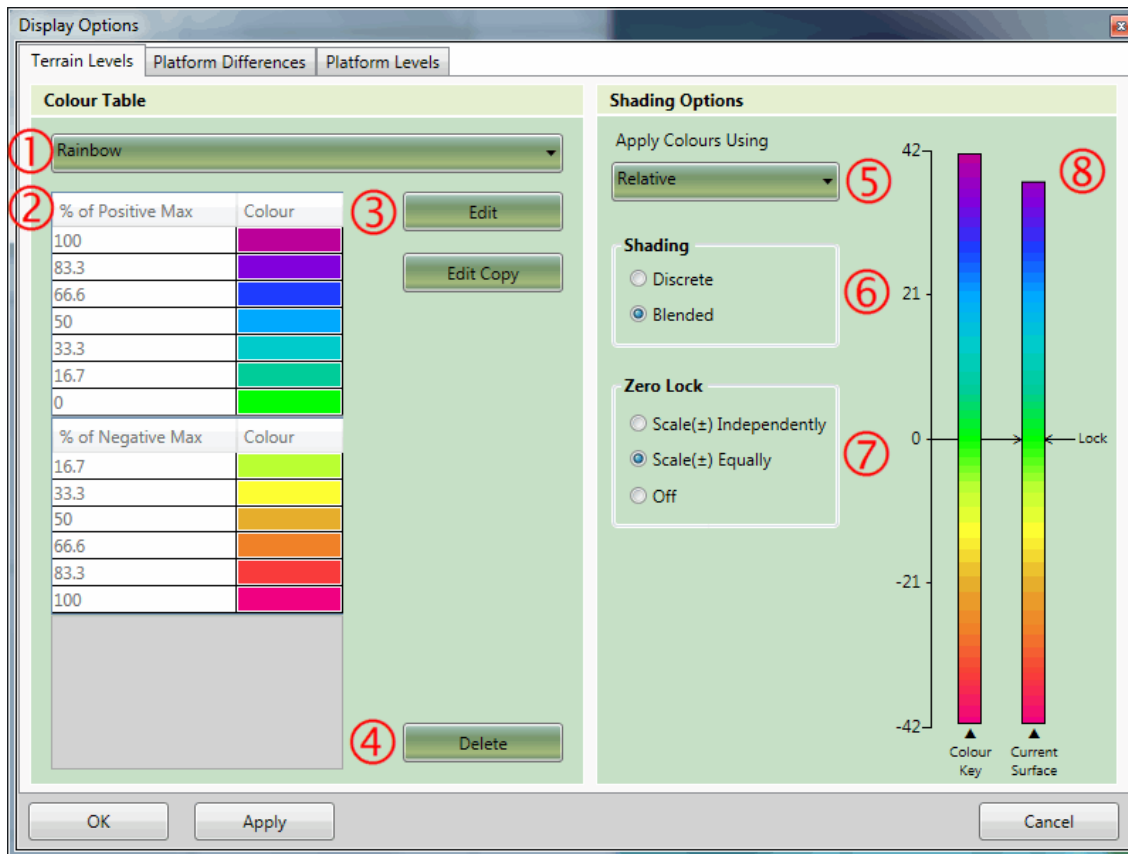 Display Options
x
Terrain Levels Platform Differences Platform Levels
Colour Table
① Rainbow
② % of Positive Max Colour
100
83.3
66.6
50
33.3
16.7
0
% of Negative Max Colour
16.7
33.3
50
66.6
83.3
100
③ Edit
Edit Copy
④ Delete
Shading Options
Apply Colours Using
Relative ⑤
Shading
Discrete
Blended
⑥
Zero Lock
Scale(±) Independently
Scale(±) Equally
Off
⑦
⑧
42
21
0
-21
-42
Lock
Colour
Key
Current
Surface
OK Apply Cancel